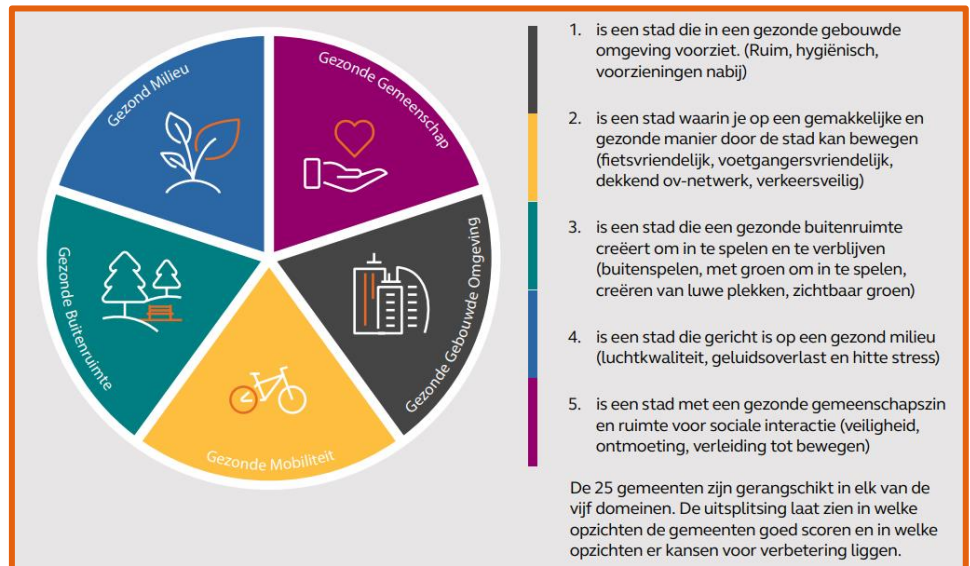 Gezond Milieu
Gezonde Gemeenschap
Gezonde Buitenruimte
Gezonde Gebouwde Omgeving
Gezonde Mobiliteit
1. is een stad die in een gezonde gebouwde
omgeving voorziet. (Ruim, hygiënisch,
voorzieningen nabij)
2. is een stad waarin je op een gemakkelijke en
gezonde manier door de stad kan bewegen
(fietsvriendelijk, voetgangersvriendelijk,
dekkend ov-netwerk, verkeersveilig)
3. is een stad die een gezonde buitenruimte
creëert om in te spelen en te verblijven
(buitenspelen, met groen om in te spelen,
creëren van luwe plekken, zichtbaar groen)
4. is een stad die gericht is op een gezond milieu
(luchtkwaliteit, geluidsoverlast en hitte stress)
5. is een stad met een gezonde gemeenschapszin
en ruimte voor sociale interactie (veiligheid,
ontmoeting, verleiding tot bewegen)
De 25 gemeenten zijn gerangschikt in elk van de
vijf domeinen. De uitsplitsing laat zien in welke
opzichten de gemeenten goed scoren en in welke
opzichten er kansen voor verbetering liggen.